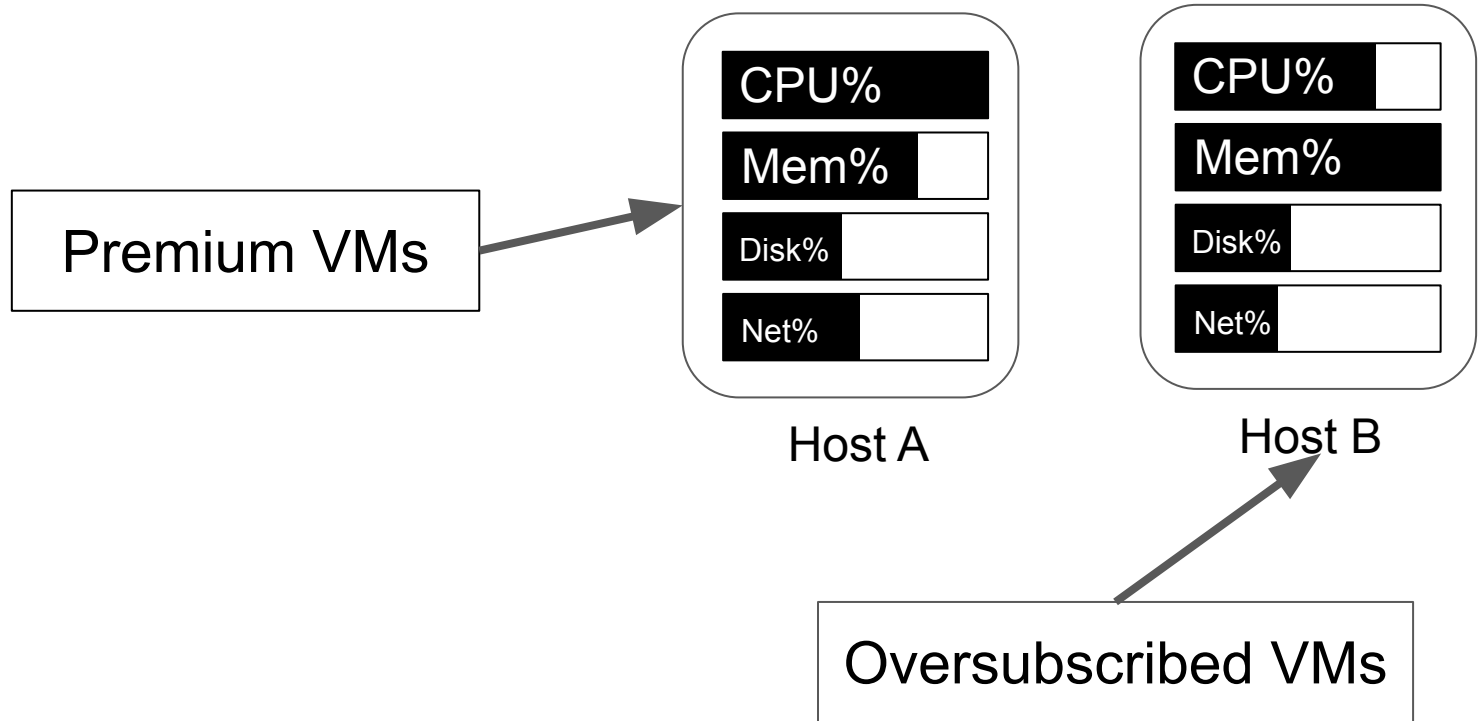 CPU%
Mem%
Disk%
Net%
Host A
CPU%
Mem%
Disk%
Net%
Host B
Premium VMs
Oversubscribed VMs